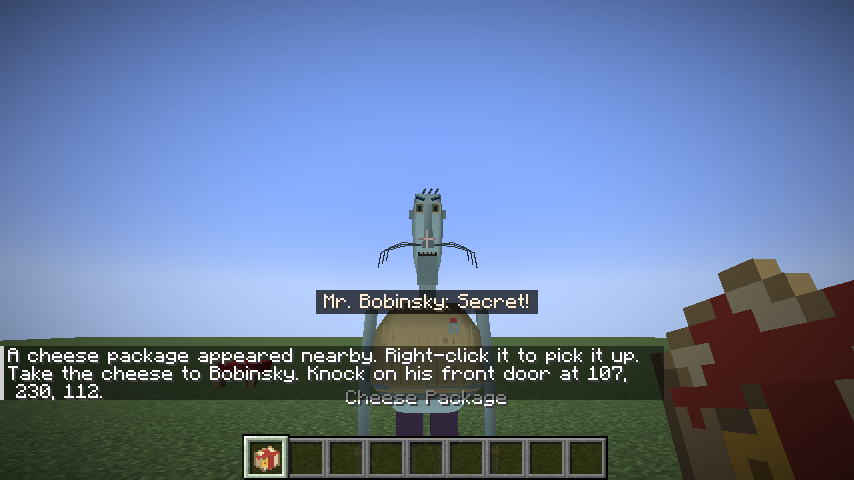 Mr. Bobinsky: Secret!
A cheese package appeared nearby. Right-click it to pick it up.
Take the cheese to Bobinsky. Knock on his front door at 107,
230, 112.
Cheese Package